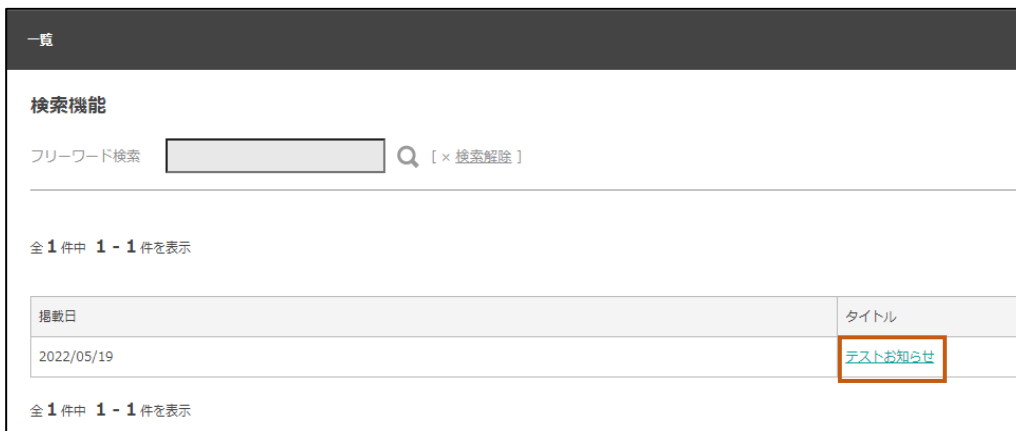 一覧
検索機能
フリーワード検索 [ × 検索解除 ]
全 1 件中 1 - 1 件を表示
掲載日 タイトル
2022/05/19 テストお知らせ
全 1 件中 1 - 1 件を表示